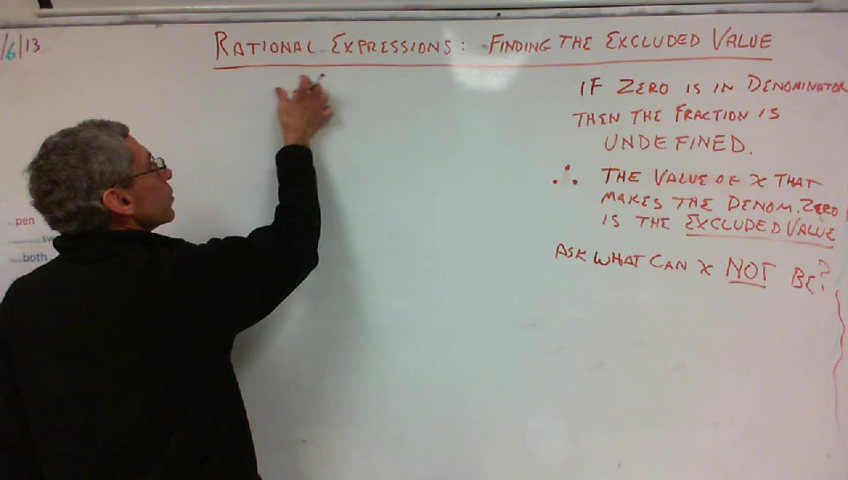 /6/13
RATIONAL EXPRESSIONS: FINDING THE EXCLUDED VALUE
IF ZERO IS IN DENOMINATOR
THEN THE FRACTION IS
UNDEFINED.
∴ THE VALUE OF X THAT
MAKES THE DENOM. ZERO
IS THE EXCLUDED VALUE
ASK WHAT CAN X NOT BE?
pen
both